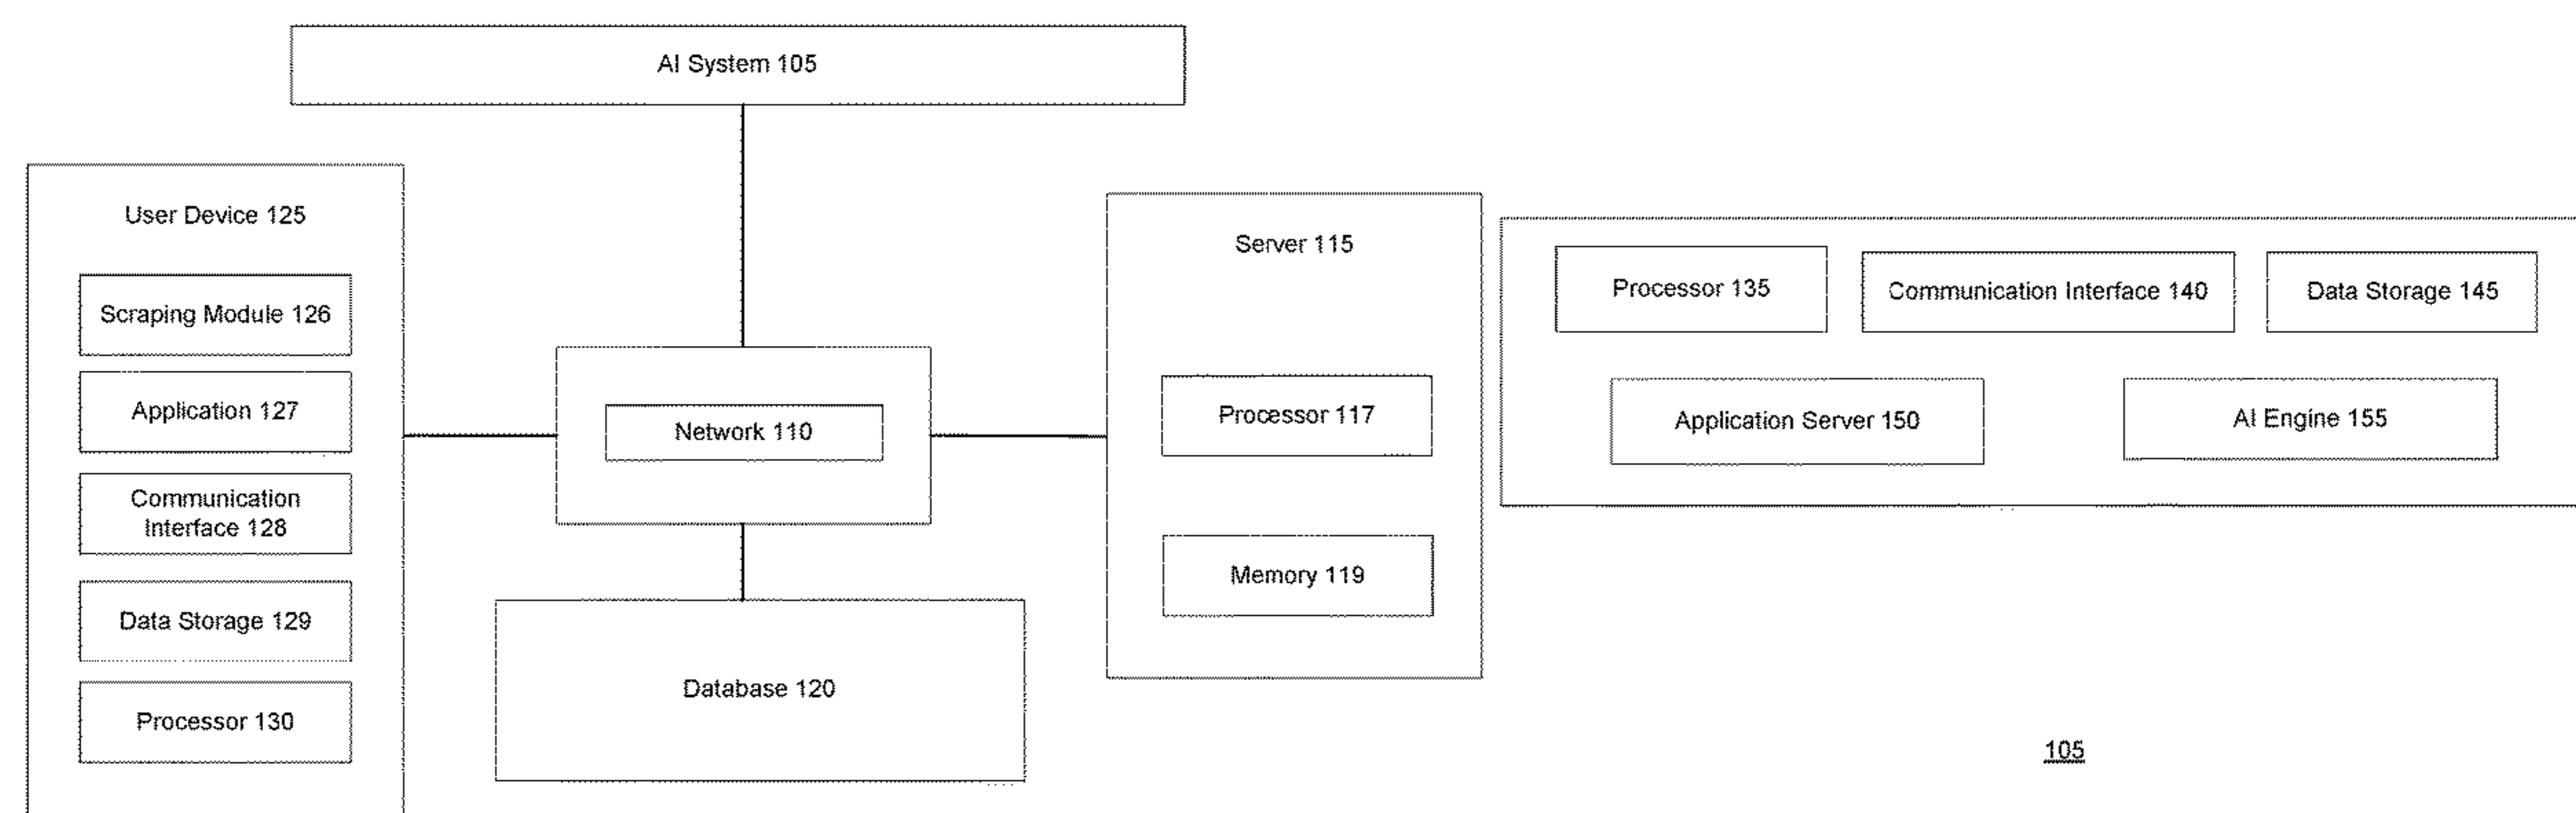 AI System 105
User Device 125
Scraping Module 126
Application 127
Communication
Interface 128
Data Storage 129
Processor 130
Network 110
Database 120
Server 115
Processor 117
Memory 119
Processor 135
Communication Interface 140
Data Storage 145
Application Server 150
AI Engine 155
105